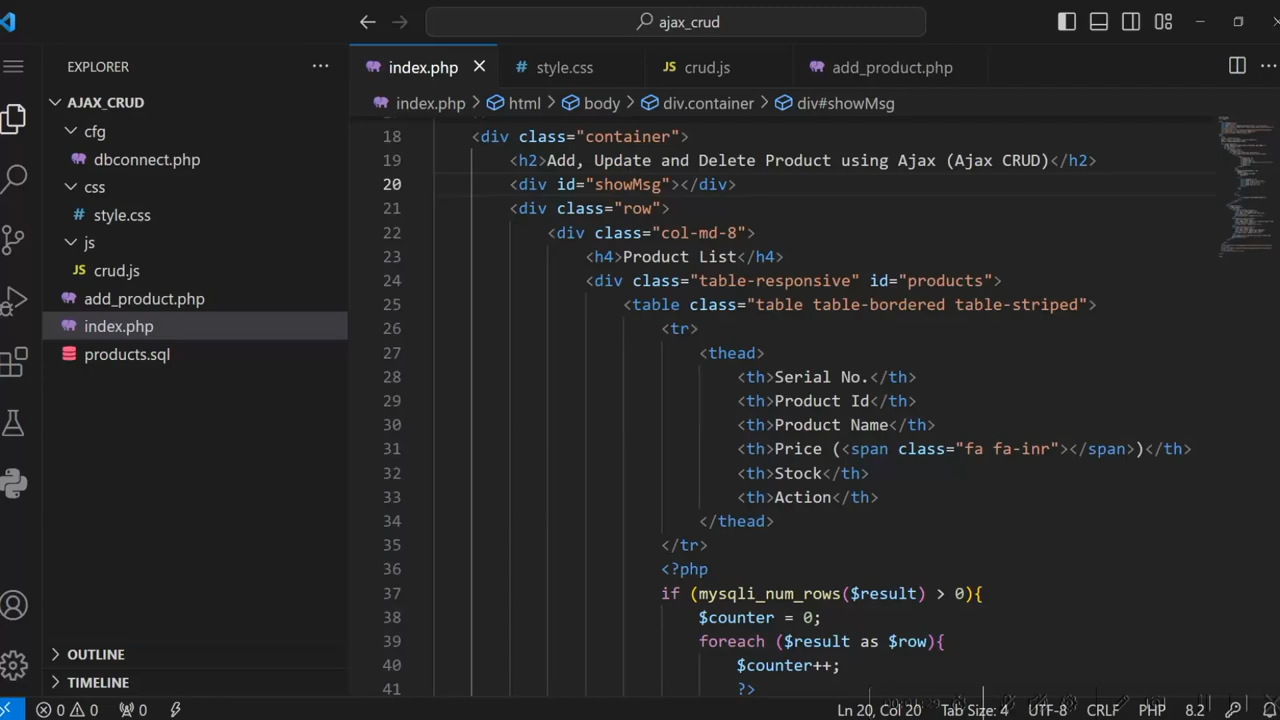 ajax_crud
EXPLORER
index.php
style.css
JS crud.js
add_product.php
AJAX_CRUD
cfg
dbconnect.php
css
# style.css
js
JS crud.js
add_product.php
index.php
products.sql
OUTLINE
TIMELINE
index.php > html > body > div.container > div#showMsg
18 <div class="container">
19 <h2>Add, Update and Delete Product using Ajax (Ajax CRUD)</h2>
20 <div id="showMsg"></div>
21 <div class="row">
22 <div class="col-md-8">
23 <h4>Product List</h4>
24 <div class="table-responsive" id="products">
25 <table class="table table-bordered table-striped">
26 <tr>
27 <thead>
28 <th>Serial No.</th>
29 <th>Product Id</th>
30 <th>Product Name</th>
31 <th>Price (<span class="fa fa-inr"></span>)</th>
32 <th>Stock</th>
33 <th>Action</th>
34 </thead>
35 </tr>
36 <?php
37 if (mysqli_num_rows($result) > 0){
38 $counter = 0;
39 foreach ($result as $row){
40 $counter++;
41 ?>
0 0 0 Ln 20, Col 20 Tab Size: 4 UTF-8 CRLF PHP 8.2